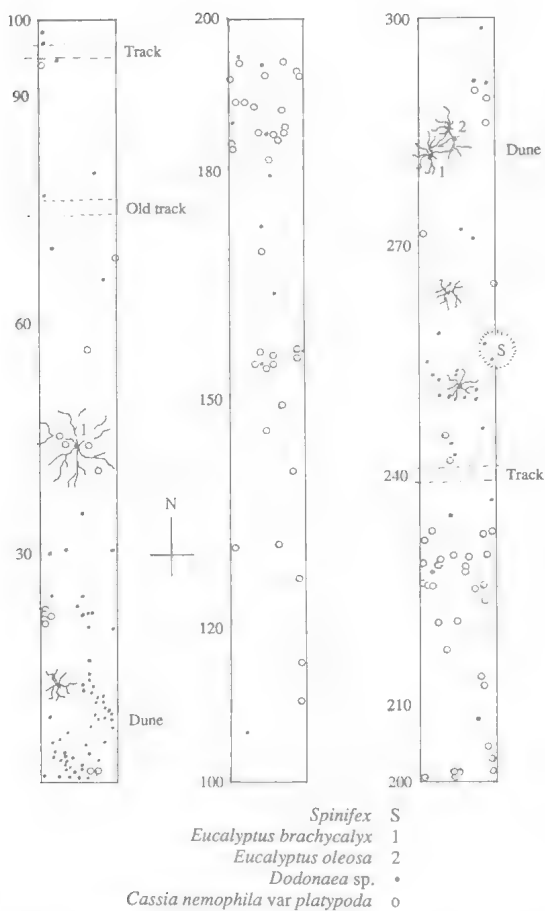 100
Track
90
Old track
60
1
30
Dune
200
180
150
N
120
100
300
2
Dune
1
270
S
240
Track
210
200
Spinifex S
Eucalyptus brachycalyx 1
Eucalyptus oleosa 2
Dodonaea sp. •
Cassia nemophila var platypoda o